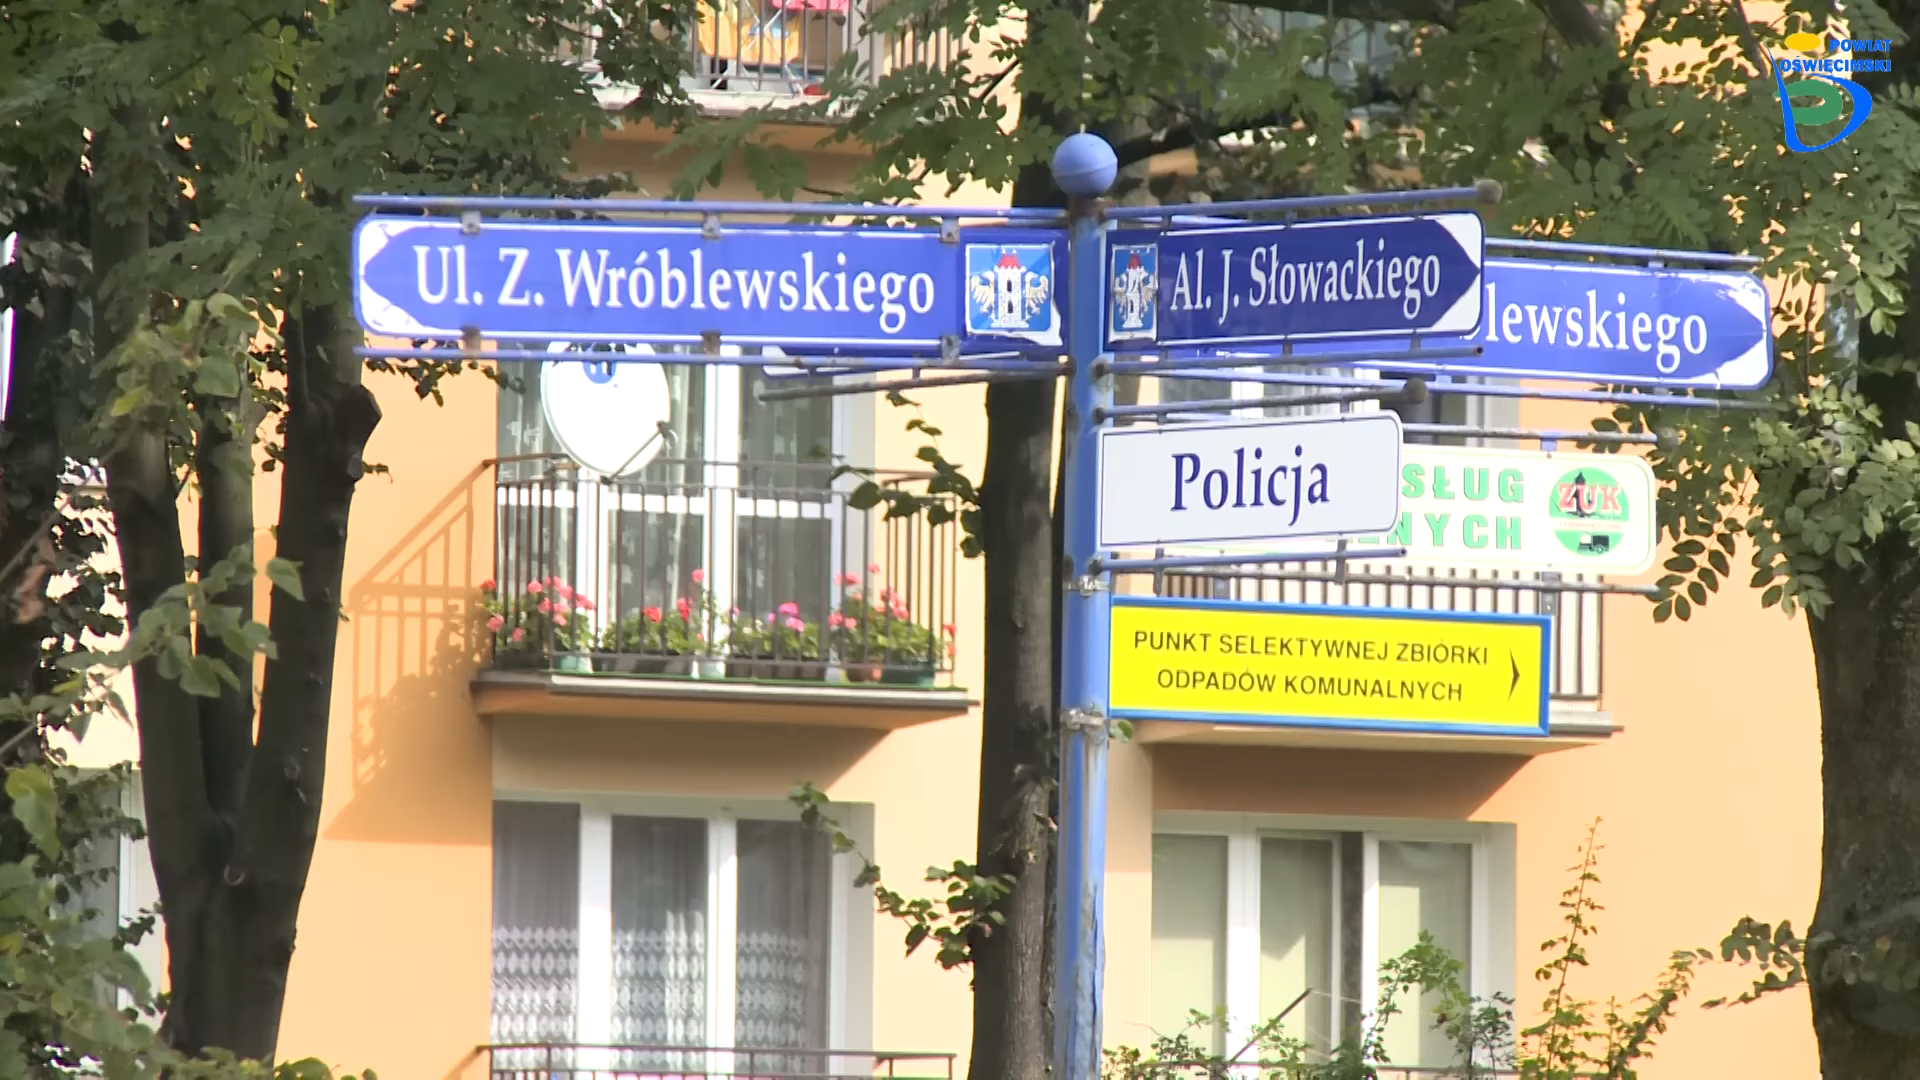 POWIAT
OŚWIĘCIMSKI
Ul. Z. Wróblewskiego
Al. J. Słowackiego
lewskiego
Policja
SŁUG
NYCH
ZUK
PUNKT SELEKTYWNEJ ZBIÓRKI
ODPADÓW KOMUNALNYCH